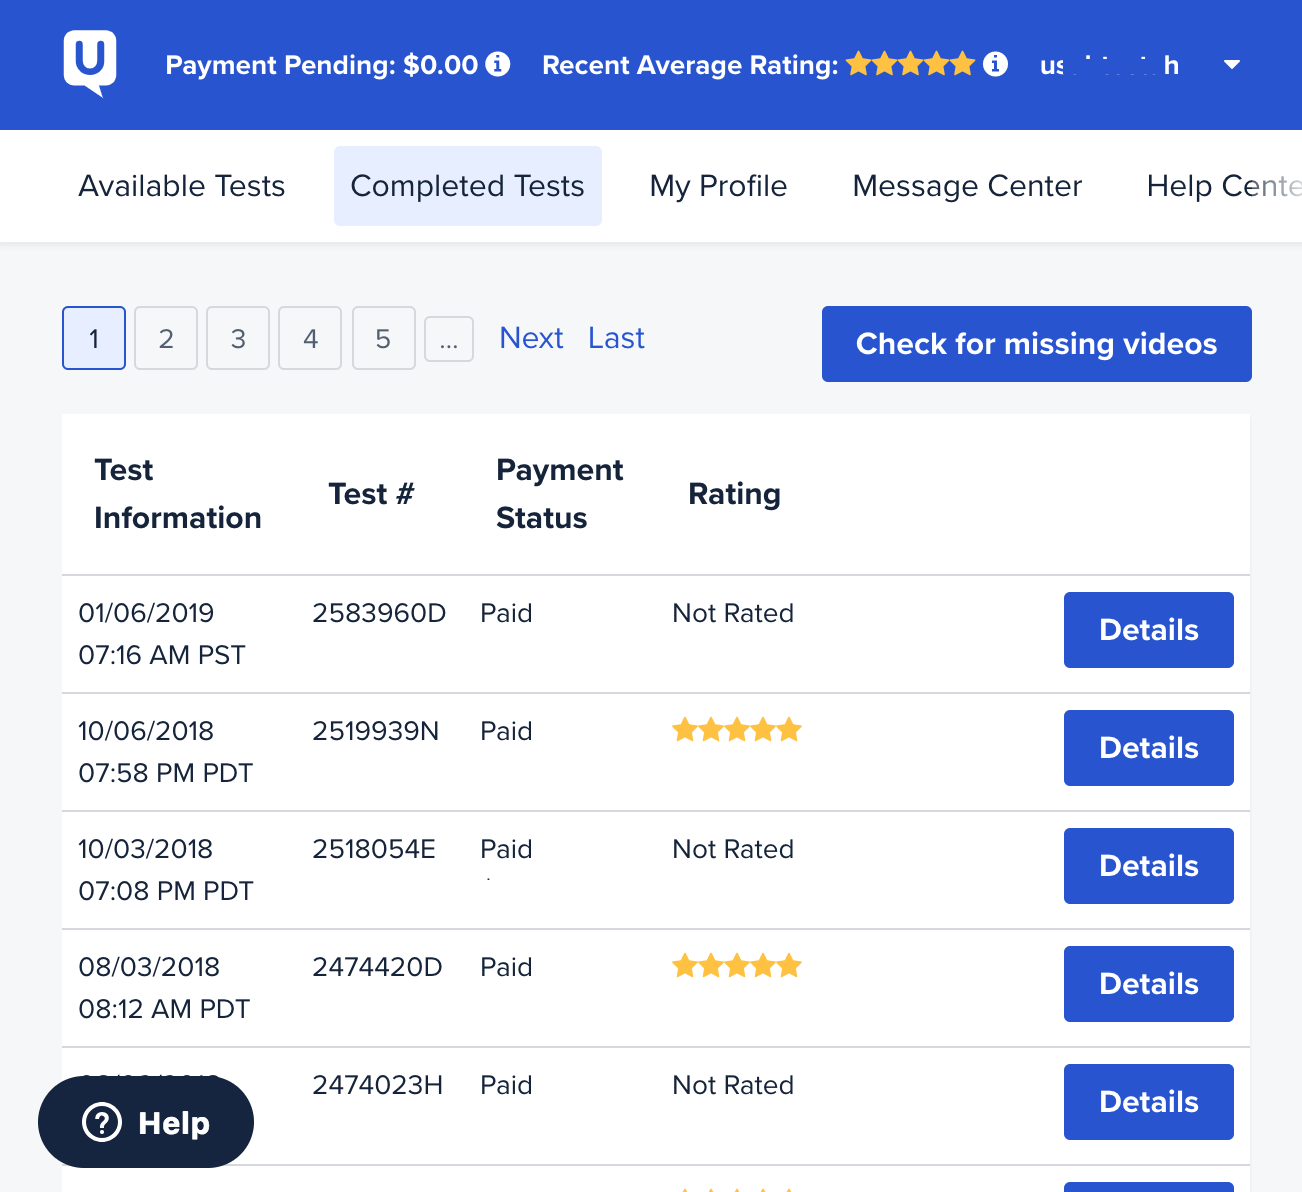 U
Payment Pending: $0.00 Recent Average Rating:
Available Tests Completed Tests My Profile Message Center Help Cente
1 2 3 4 5 ... Next Last Check for missing videos
Test Information Test # Payment Status Rating
01/06/2019 2583960D Paid Not Rated Details
07:16 AM PST
10/06/2018 2519939N Paid Details
07:58 PM PDT
10/03/2018 2518054E Paid Not Rated Details
07:08 PM PDT
08/03/2018 2474420D Paid Details
08:12 AM PDT
2474023H Paid Not Rated Details
? Help